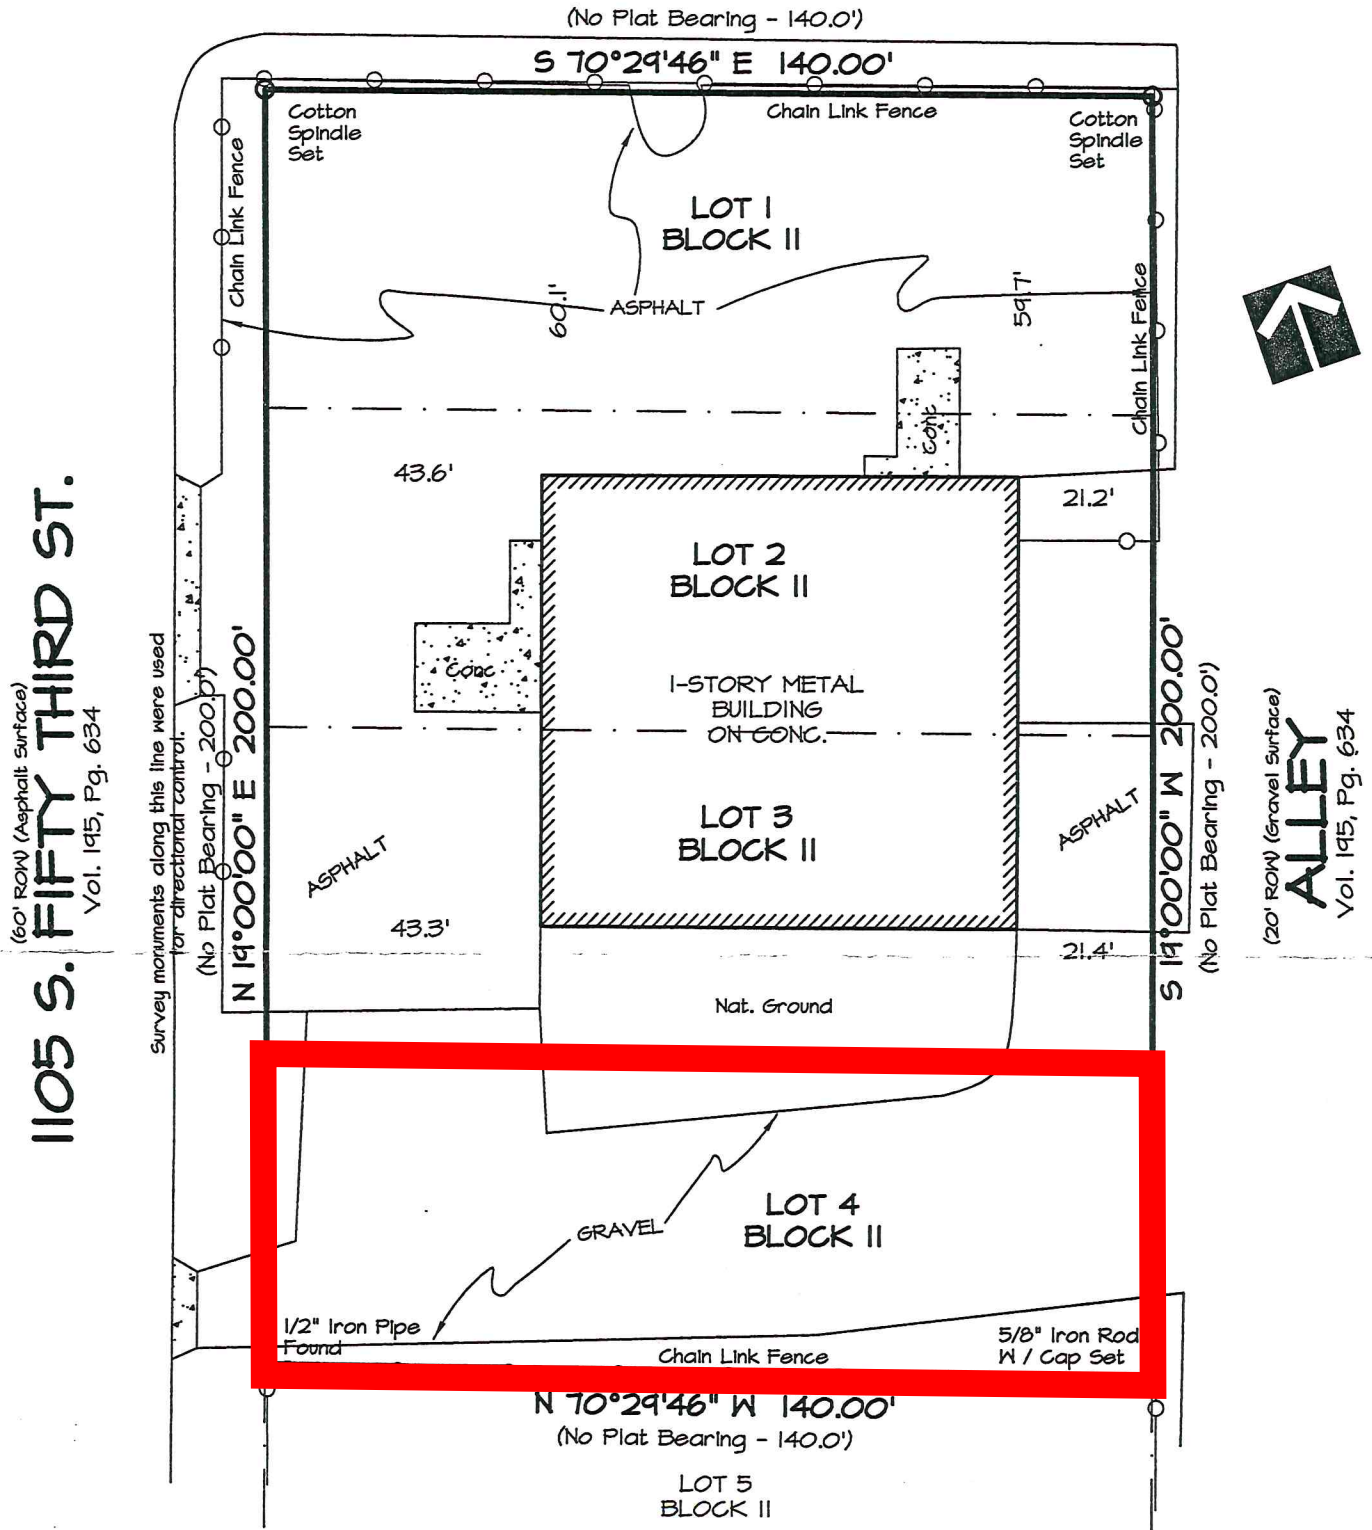 (No Plat Bearing - 140.0')
S 70°29'46" E 140.00'
Cotton
Spindle
Set
Chain Link Fence
Cotton
Spindle
Set
Chain Link Fence
LOT 1
BLOCK 11
60.1'
ASPHALT
59.7'
Chain Link Fence
Conc
43.6'
21.2'
LOT 2
BLOCK 11
Conc
1-STORY METAL
BUILDING
ON CONC.
LOT 3
BLOCK 11
ASPHALT
ASPHALT
43.3'
21.4'
Nat. Ground
(60' ROW) (Asphalt Surface)
1105 S. FIFTY THIRD ST.
Vol. 195, Pg. 634
Survey monuments along this line were used
for directional control.
(No Plat Bearing - 200.0')
N 19°00'00" E 200.00'
S 19°00'00" W 200.00'
(No Plat Bearing - 200.0')
(20' ROW) (Gravel Surface)
ALLEY
Vol. 195, Pg. 634
LOT 4
BLOCK 11
GRAVEL
1/2" Iron Pipe
Found
Chain Link Fence
5/8" Iron Rod
W / Cap Set
N 70°29'46" W 140.00'
(No Plat Bearing - 140.0')
LOT 5
BLOCK 11